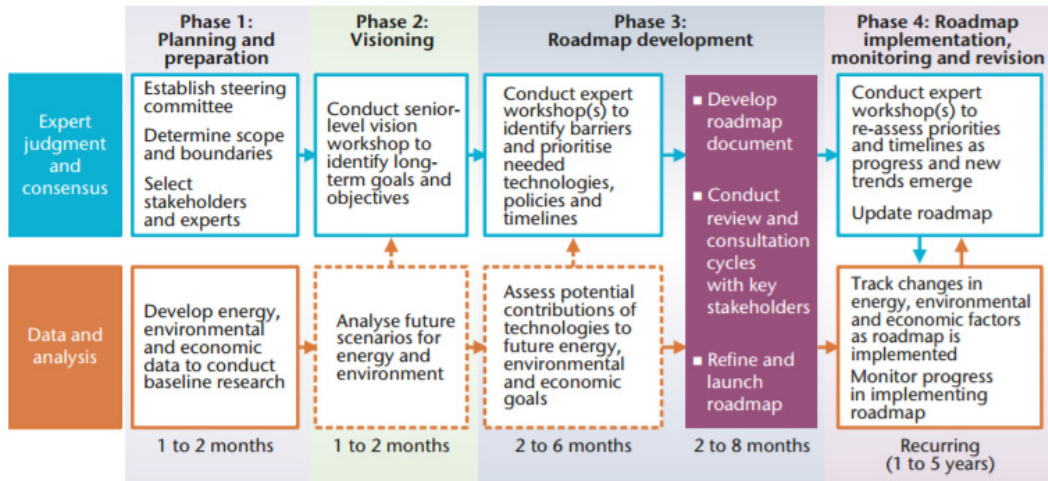 Phase 1:
Planning and
preparation
Phase 2:
Visioning
Phase 3:
Roadmap development
Phase 4: Roadmap
implementation,
monitoring and revision
Expert
judgment
and
consensus
Establish steering
committee
Determine scope
and boundaries
Select
stakeholders
and experts
Conduct senior-
level vision
workshop to
identify long-
term goals and
objectives
Conduct expert
workshop(s) to
identify barriers
and prioritise
needed
technologies,
policies and
timelines
■ Develop
roadmap
document
■ Conduct
review and
consultation
cycles
with key
stakeholders
■ Refine and
launch
roadmap
Conduct expert
workshop(s) to
re-assess priorities
and timelines as
progress and new
trends emerge
Update roadmap
Data and
analysis
Develop energy,
environmental
and economic
data to conduct
baseline research
Analyse future
scenarios for
energy and
environment
Assess potential
contributions of
technologies to
future energy,
environmental
and economic
goals
Track changes in
energy, environmental
and economic factors
as roadmap is
implemented
Monitor progress
in implementing
roadmap
1 to 2 months
1 to 2 months
2 to 6 months
2 to 8 months
Recurring
(1 to 5 years)